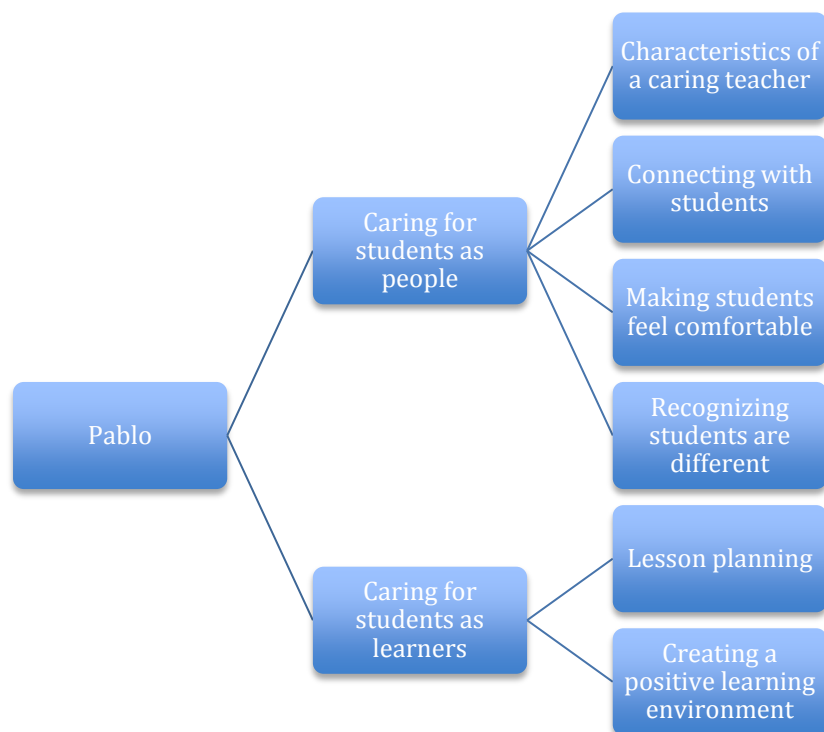 Pablo
Caring for
students as
people
Characteristics of
a caring teacher
Connecting with
students
Making students
feel comfortable
Recognizing
students are
different
Caring for
students as
learners
Lesson planning
Creating a
positive learning
environment